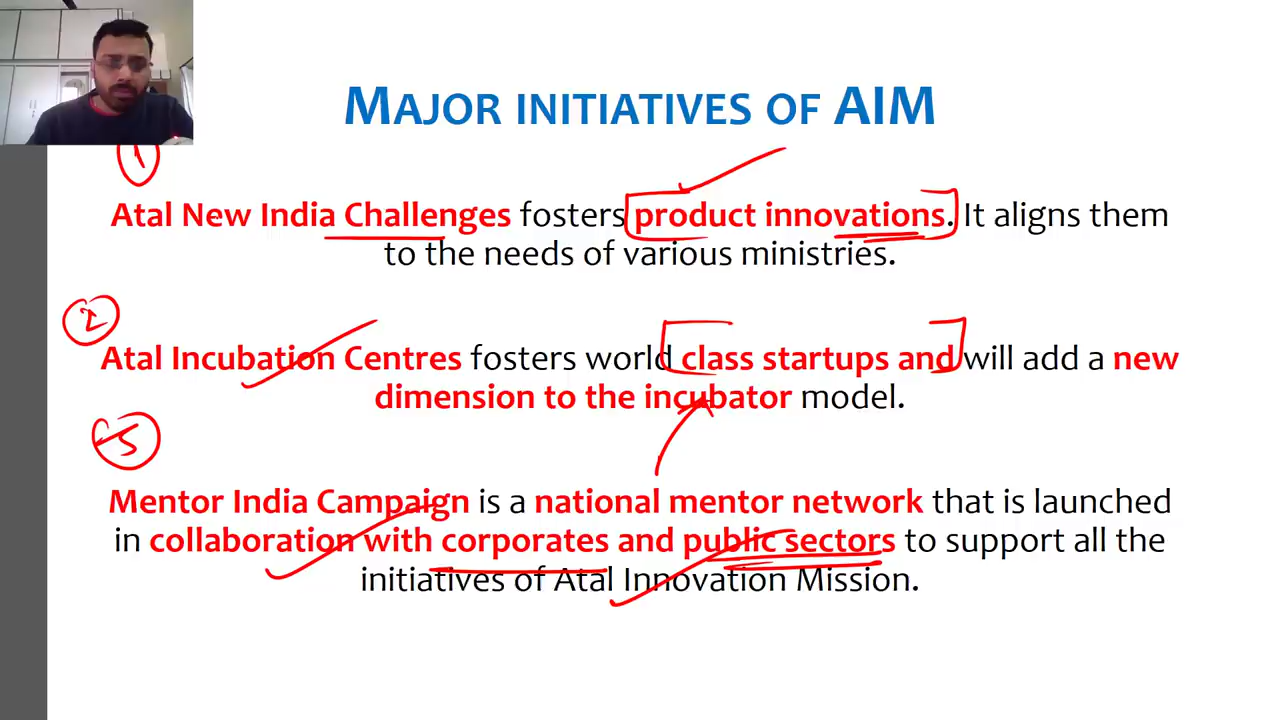 MAJOR INITIATIVES OF AIM
1
Atal New India Challenges fosters product innovations. It aligns them
to the needs of various ministries.
2
Atal Incubation Centres fosters world class startups and will add a new
dimension to the incubator model.
Mentor India Campaign is a national mentor network that is launched
in collaboration with corporates and public sectors to support all the
initiatives of Atal Innovation Mission.